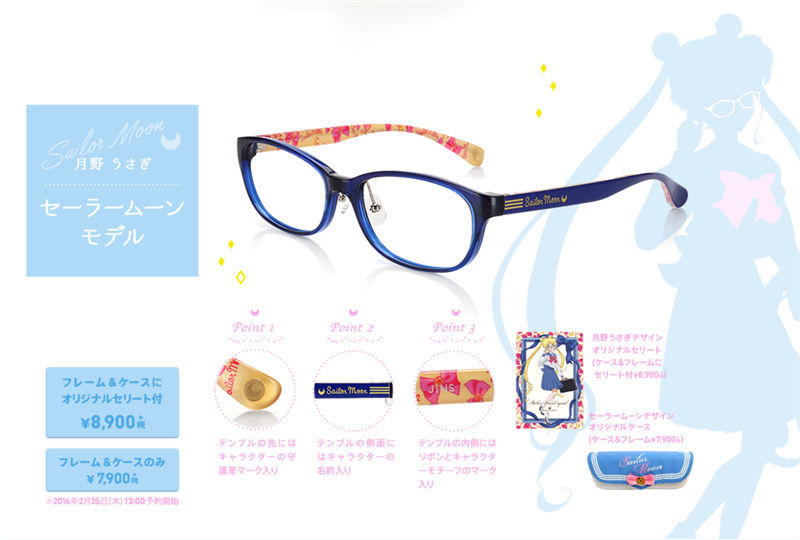 Sailor Moon
月野 うさぎ
セーラームーン
モデル
Sailor Moon
フレーム&ケースに
オリジナルセリート付
¥8,900+税
フレーム&ケースのみ
¥7,900+税
※2016年2月25日(木)13:00予約開始
Point 1
Sailor M
テンプルの先には
キャラクターの守
護星マーク入り
Point 2
Sailor Moon
テンプルの側面に
はキャラクターの
名前入り
Point 3
JINS
テンプルの内側には
リボンとキャラクタ
ーモチーフのマーク
入り
月野うさぎデザイン
オリジナルセリート
(ケース&フレームに
セリート付¥8,900+税)
セーラームーンデザイン
オリジナルケース
(ケース&フレーム¥7,900+税)
Sailor
Moon